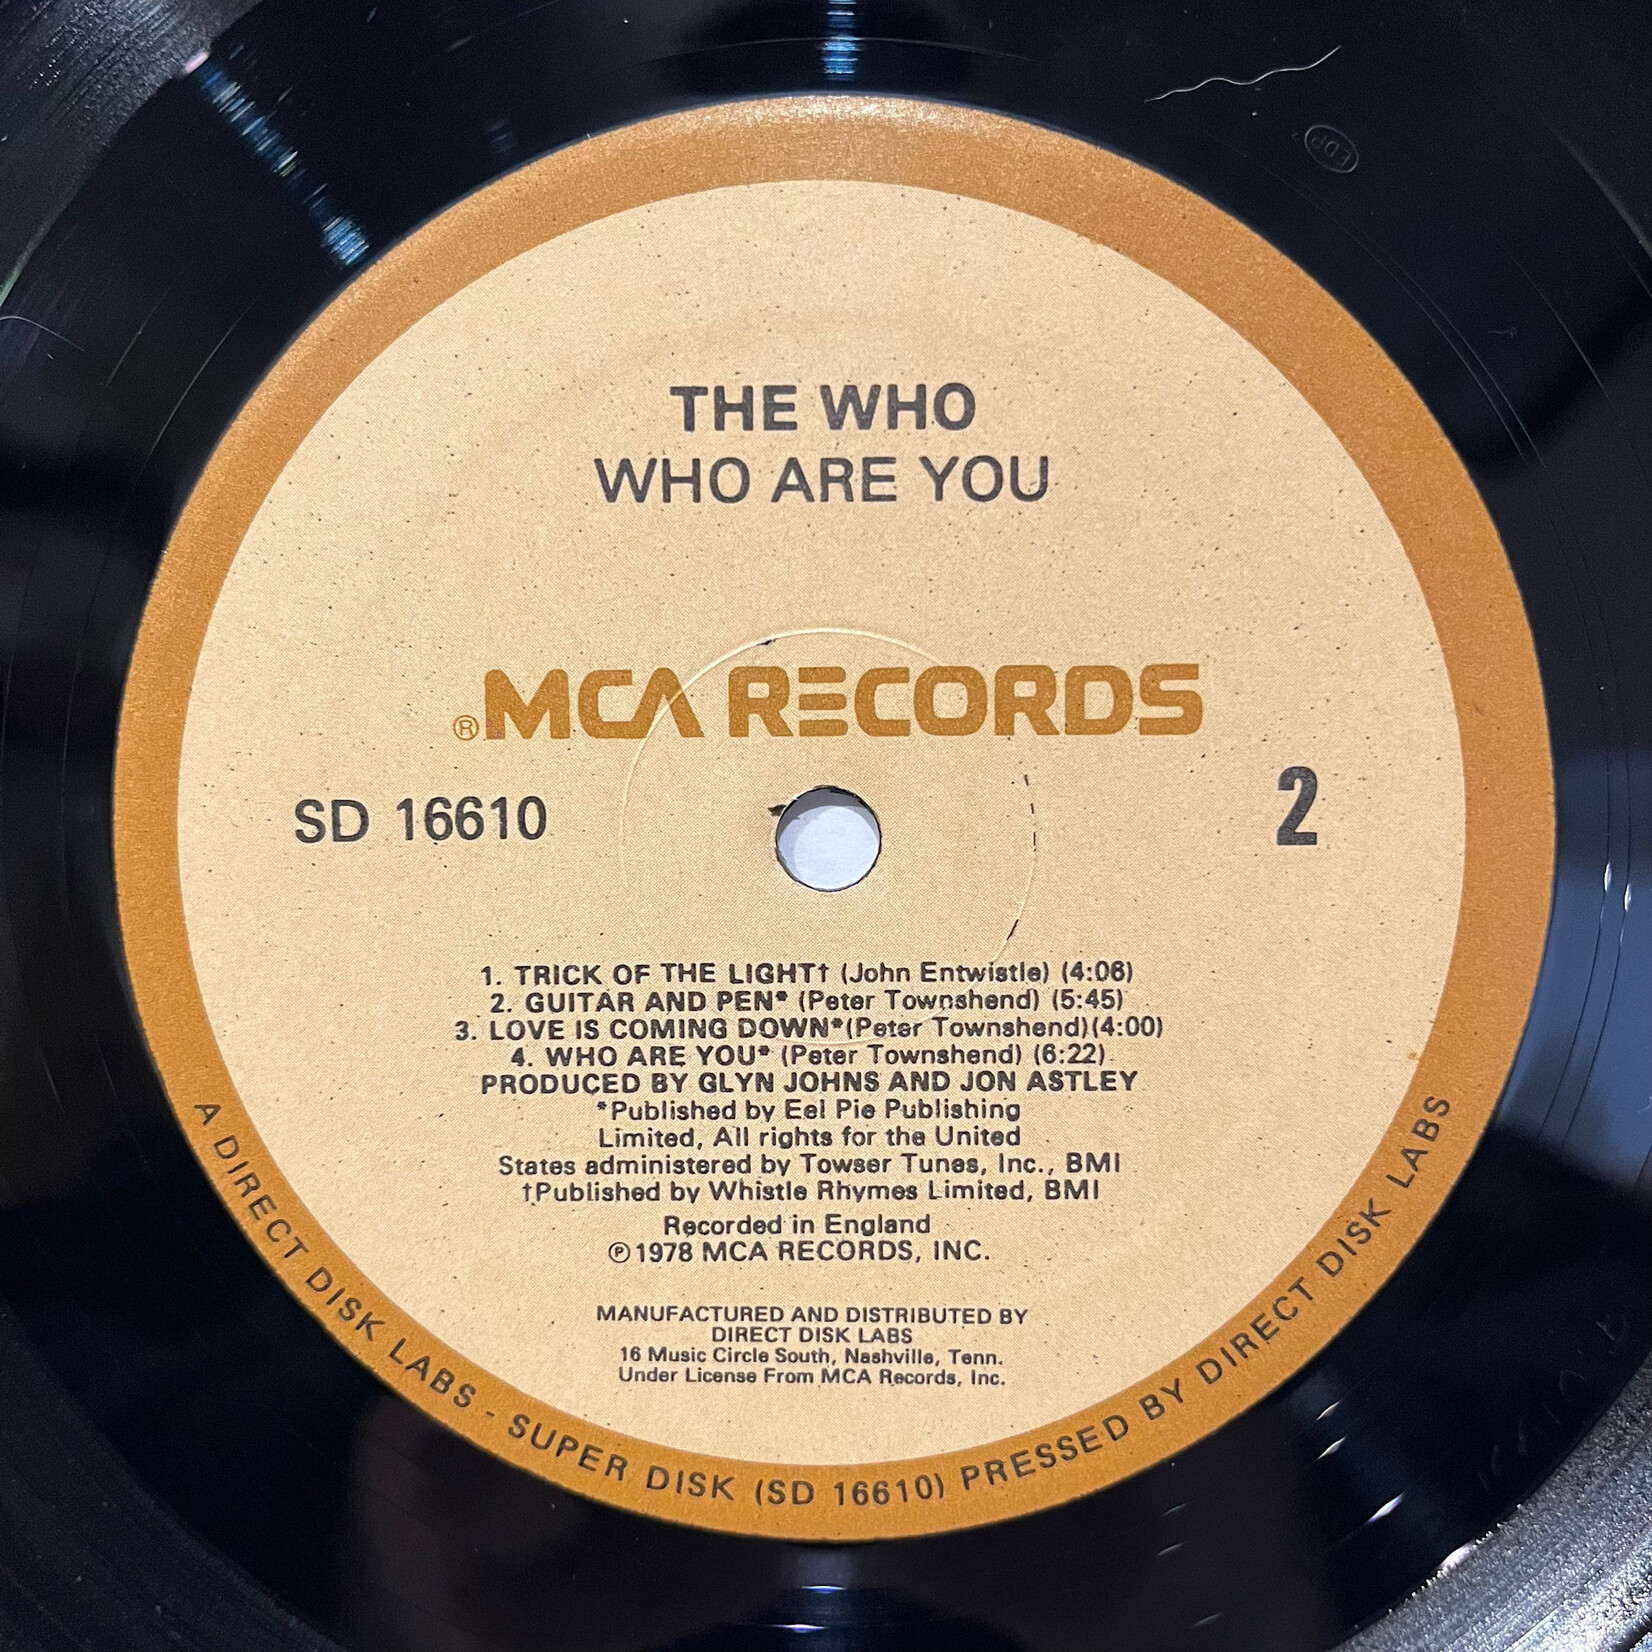 EDP
THE WHO
WHO ARE YOU
®MCA RECORDS
SD 16610
2
1. TRICK OF THE LIGHT† (John Entwistle) (4:06)
2. GUITAR AND PEN* (Peter Townshend) (5:45)
3. LOVE IS COMING DOWN*(Peter Townshend)(4:00)
4. WHO ARE YOU* (Peter Townshend) (6:22)
PRODUCED BY GLYN JOHNS AND JON ASTLEY
*Published by Eel Pie Publishing
Limited, All rights for the United
States administered by Towser Tunes, Inc., BMI
†Published by Whistle Rhymes Limited, BMI
Recorded in England
℗1978 MCA RECORDS, INC.
MANUFACTURED AND DISTRIBUTED BY
DIRECT DISK LABS
16 Music Circle South, Nashville, Tenn.
Under License From MCA Records, Inc.
A DIRECT DISK LABS - SUPER DISK (SD 16610) PRESSED BY DIRECT DISK LABS